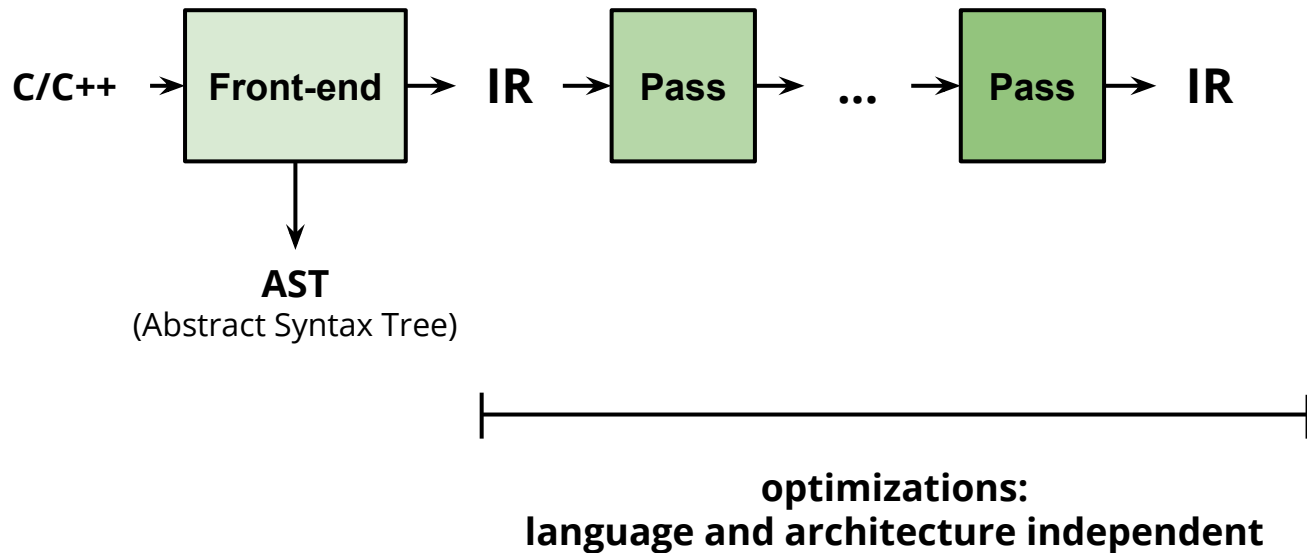 C/C++
Front-end
IR
Pass
...
Pass
IR
AST
(Abstract Syntax Tree)
optimizations:
language and architecture independent